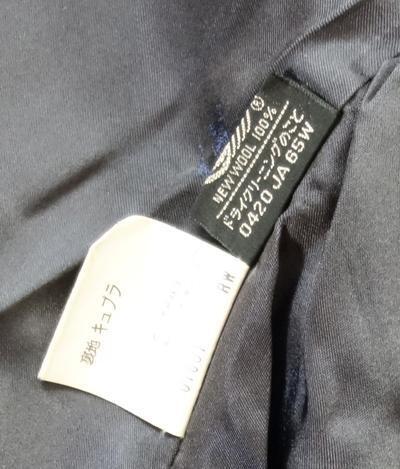 ®
NEW WOOL 100%
ドライクリーニングのこと
0420 JA 65W
裏地 キュプラ
MH